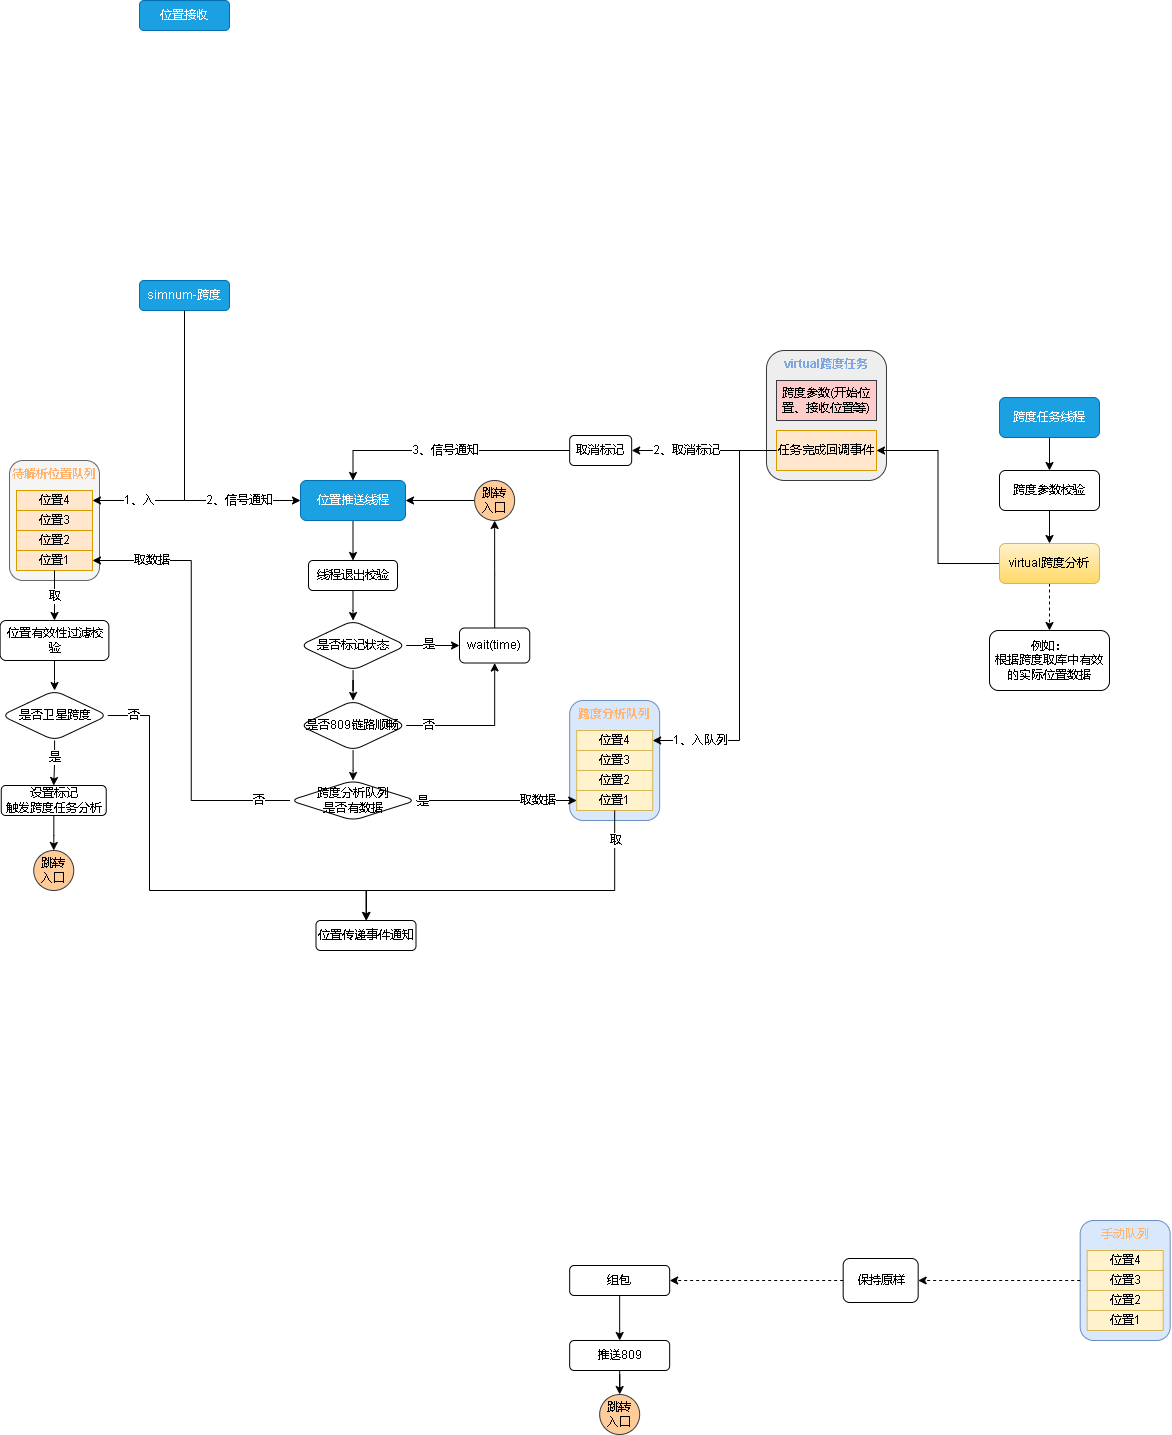 位置接收
simnum-跨度
virtual跨度任务
跨度参数(开始位
置、接收位置等)
任务完成回调事件
跨度任务线程
跨度参数校验
virtual跨度分析
例如：
根据跨度取库中有效
的实际位置数据
3、信号通知
取消标记
2、取消标记
待解析位置队列
位置4
位置3
位置2
位置1
1、入
2、信号通知
位置推送线程
跳转
入口
取数据
线程退出校验
取
位置有效性过滤校
验
是否标记状态
是
wait(time)
是否卫星跨度
否
是否809链路顺畅
否
跨度分析队列
位置4
位置3
位置2
位置1
1、入队列
是
设置标记
触发跨度任务分析
否
跨度分析队列
是否有数据
是
取数据
取
跳转
入口
位置传递事件通知
手动队列
位置4
位置3
位置2
位置1
保持原样
组包
推送809
跳转
入口